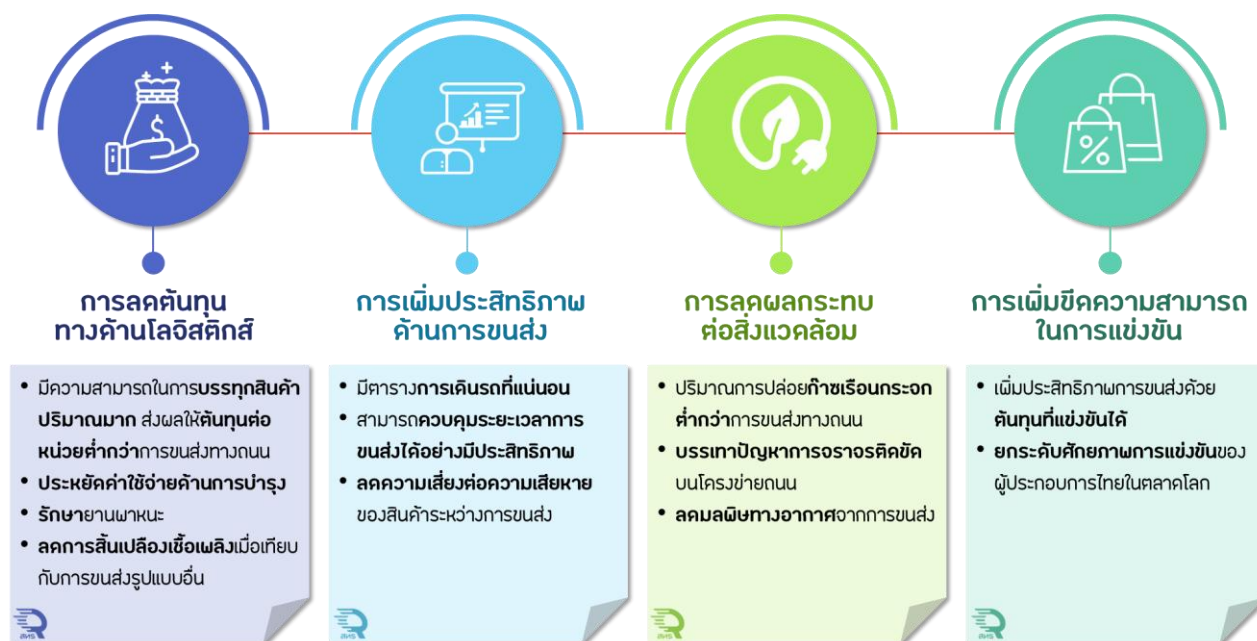 การลดต้นทุน
ทางด้านโลจิสติกส์
• มีความสามารถในการบรรทุกสินค้า
ปริมาณมาก ส่งผลให้ต้นทุนต่อ
หน่วยต่ำกว่าการขนส่งทางถนน
• ประหยัดค่าใช้จ่ายด้านการบำรุง
• รักษายานพาหนะ
• ลดการสิ้นเปลืองเชื้อเพลิงเมื่อเทียบ
กับการขนส่งรูปแบบอื่น
การเพิ่มประสิทธิภาพ
ด้านการขนส่ง
• มีตารางการเดินรถที่แน่นอน
• สามารถควบคุมระยะเวลาการ
ขนส่งได้อย่างมีประสิทธิภาพ
• ลดความเสี่ยงต่อความเสียหาย
ของสินค้าระหว่างการขนส่ง
การลดผลกระทบ
ต่อสิ่งแวดล้อม
• ปริมาณการปล่อยก๊าซเรือนกระจก
ต่ำกว่าการขนส่งทางถนน
• บรรเทาปัญหาการจราจรติดขัด
บนโครงข่ายถนน
• ลดมลพิษทางอากาศจากการขนส่ง
การเพิ่มขีดความสามารถ
ในการแข่งขัน
• เพิ่มประสิทธิภาพการขนส่งด้วย
ต้นทุนที่แข่งขันได้
• ยกระดับศักยภาพการแข่งขันของ
ผู้ประกอบการไทยในตลาดโลก